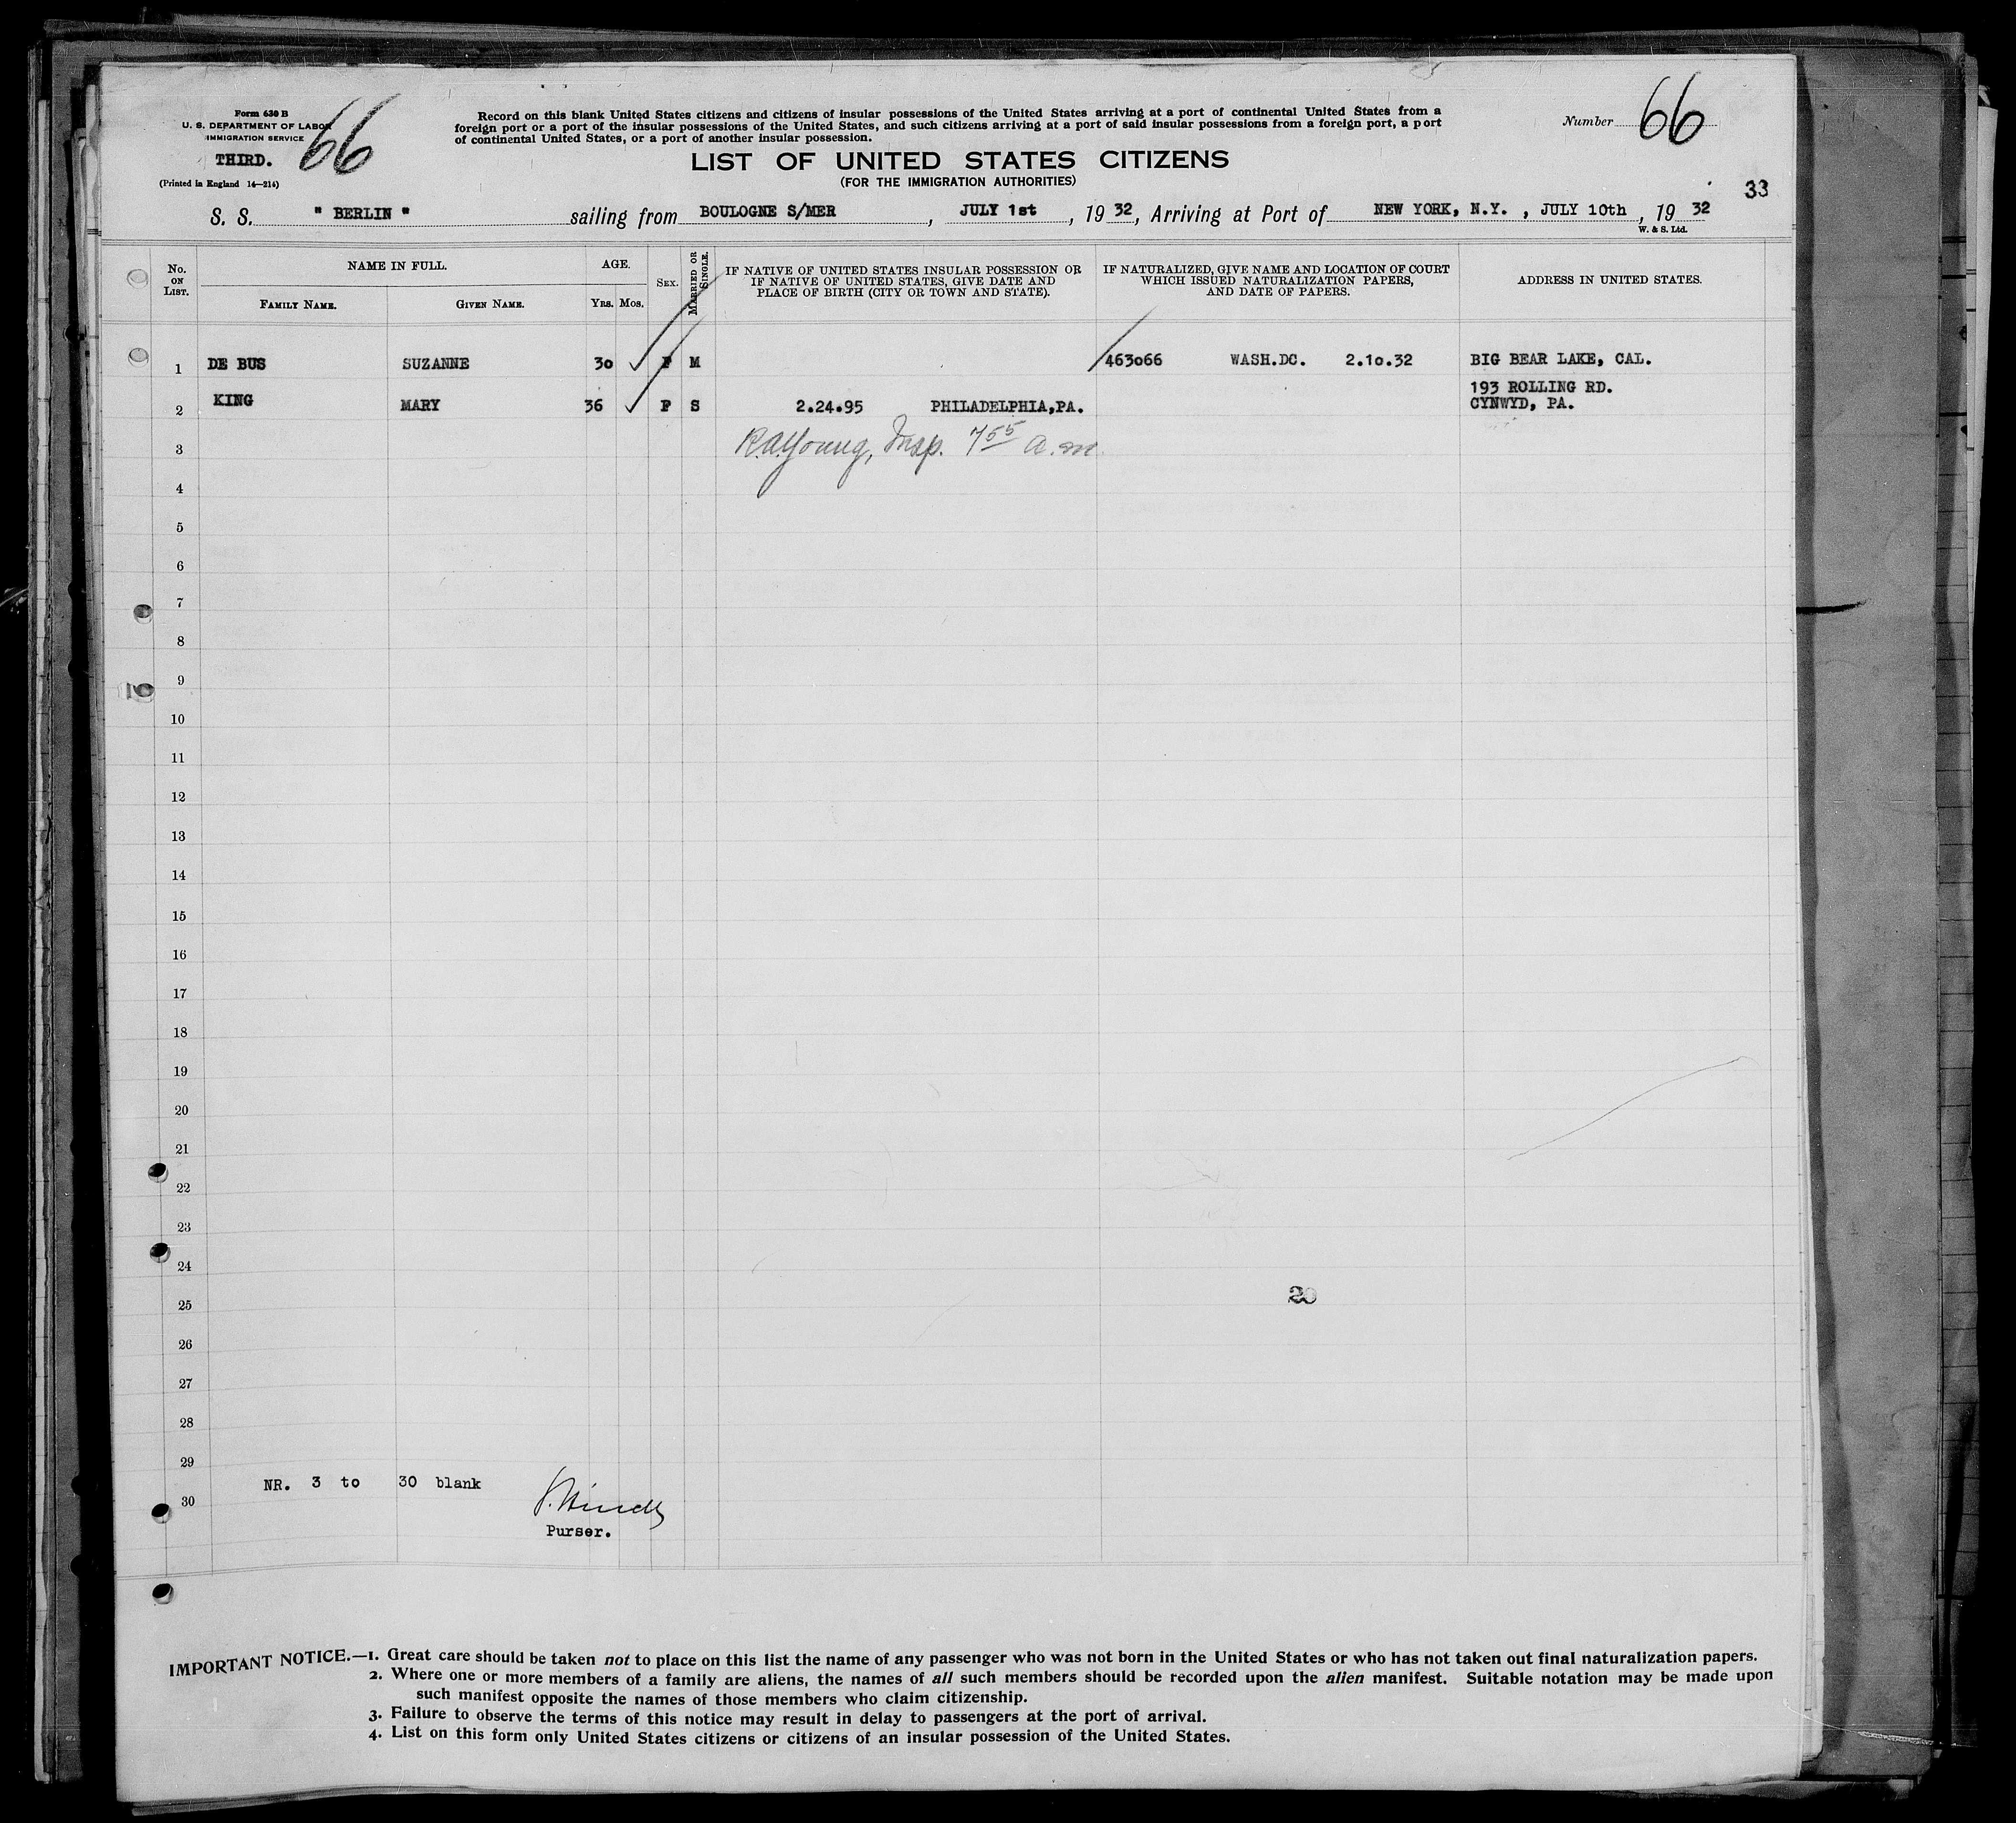 Form 630 B
U. S. DEPARTMENT OF LABOR
IMMIGRATION SERVICE
THIRD.
(Printed in England 14—214)
66
Record on this blank United States citizens and citizens of insular possessions of the United States arriving at a port of continental United States from a
foreign port or a port of the insular possessions of the United States, and such citizens arriving at a port of said insular possessions from a foreign port, a port
of continental United States, or a port of another insular possession.
Number 66
LIST OF UNITED STATES CITIZENS
(FOR THE IMMIGRATION AUTHORITIES)
33
S. S. " BERLIN " sailing from BOULOGNE S/MER, JULY 1st, 19 32, Arriving at Port of NEW YORK, N.Y. , JULY 10th, 19 32
W. & S. Ltd.
No. ON LIST.
NAME IN FULL.
FAMILY NAME.
GIVEN NAME.
AGE.
YRS. MOS.
SEX.
MARRIED OR SINGLE.
IF NATIVE OF UNITED STATES INSULAR POSSESSION OR
IF NATIVE OF UNITED STATES, GIVE DATE AND
PLACE OF BIRTH (CITY OR TOWN AND STATE).
IF NATURALIZED, GIVE NAME AND LOCATION OF COURT
WHICH ISSUED NATURALIZATION PAPERS,
AND DATE OF PAPERS.
ADDRESS IN UNITED STATES.
1 DE BUS SUZANNE 30 F M 463066 WASH.DC. 2.10.32 BIG BEAR LAKE, CAL.
193 ROLLING RD.
2 KING MARY 36 F S 2.24.95 PHILADELPHIA,PA. CYNWYD, PA.
3 R.A.Young, Insp. 7 55 a.m.
4
5
6
7
8
9
10
11
12
13
14
15
16
17
18
19
20
21
22
23
24
25
26
27
28
29
NR. 3 to 30 blank
30
Purser.
IMPORTANT NOTICE.—1. Great care should be taken not to place on this list the name of any passenger who was not born in the United States or who has not taken out final naturalization papers.
2. Where one or more members of a family are aliens, the names of all such members should be recorded upon the alien manifest. Suitable notation may be made upon
such manifest opposite the names of those members who claim citizenship.
3. Failure to observe the terms of this notice may result in delay to passengers at the port of arrival.
4. List on this form only United States citizens or citizens of an insular possession of the United States.